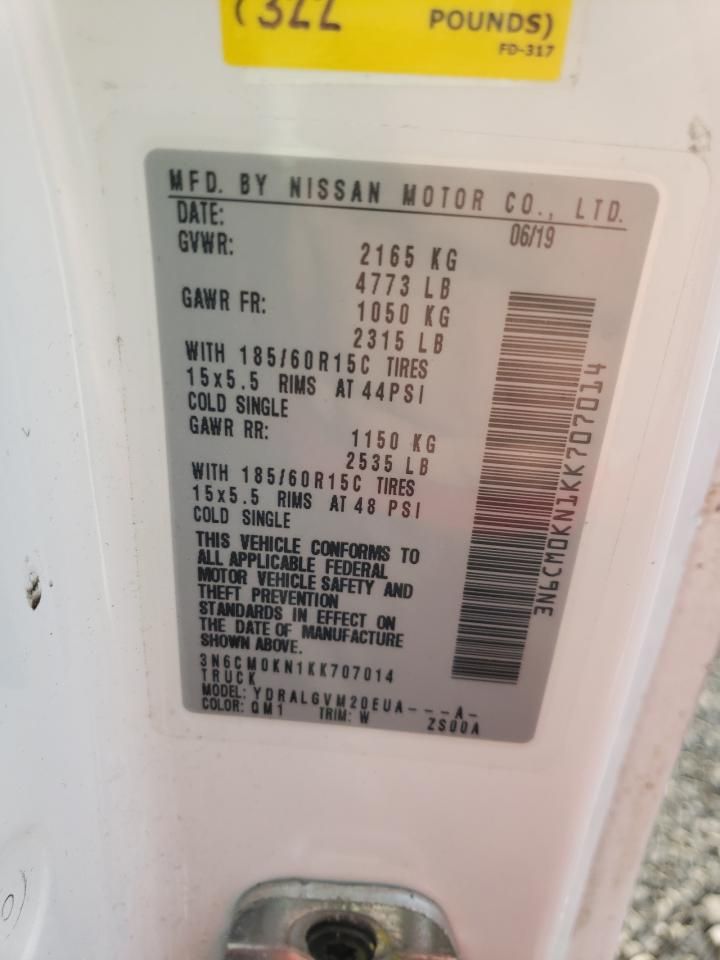 (322 POUNDS)
FD-317
MFD. BY NISSAN MOTOR CO., LTD.
DATE: 06/19
GVWR: 2165 KG
4773 LB
GAWR FR: 1050 KG
2315 LB
WITH 185/60R15C TIRES
15x5.5 RIMS AT 44PSI
COLD SINGLE
GAWR RR: 1150 KG
2535 LB
WITH 185/60R15C TIRES
15x5.5 RIMS AT 48 PSI
COLD SINGLE
THIS VEHICLE CONFORMS TO
ALL APPLICABLE FEDERAL
MOTOR VEHICLE SAFETY AND
THEFT PREVENTION
STANDARDS IN EFFECT ON
THE DATE OF MANUFACTURE
SHOWN ABOVE.
3N6CM0KN1KK707014
TRUCK
MODEL: YDRALGVM20EUA---A-
COLOR: QM1 TRIM: W ZS00A
3N6CM0KN1KK707014